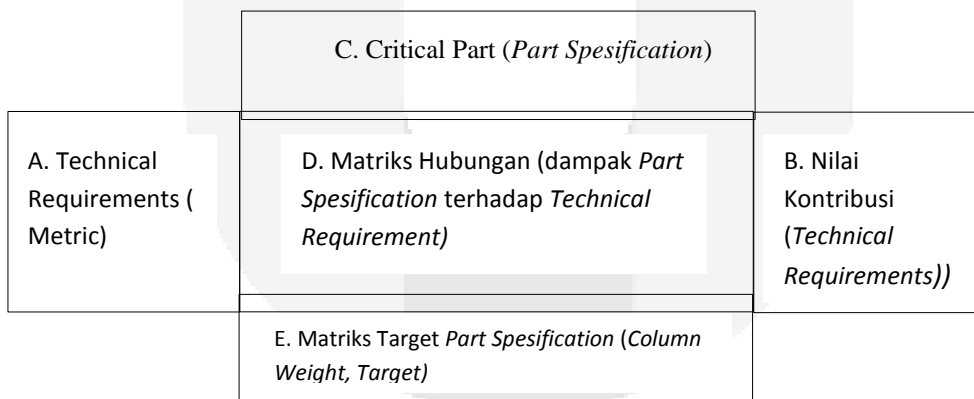 C. Critical Part (Part Spesification)
A. Technical
Requirements (
Metric)
D. Matriks Hubungan (dampak Part
Spesification terhadap Technical
Requirement)
B. Nilai
Kontribusi
(Technical
Requirements))
E. Matriks Target Part Spesification (Column
Weight, Target)